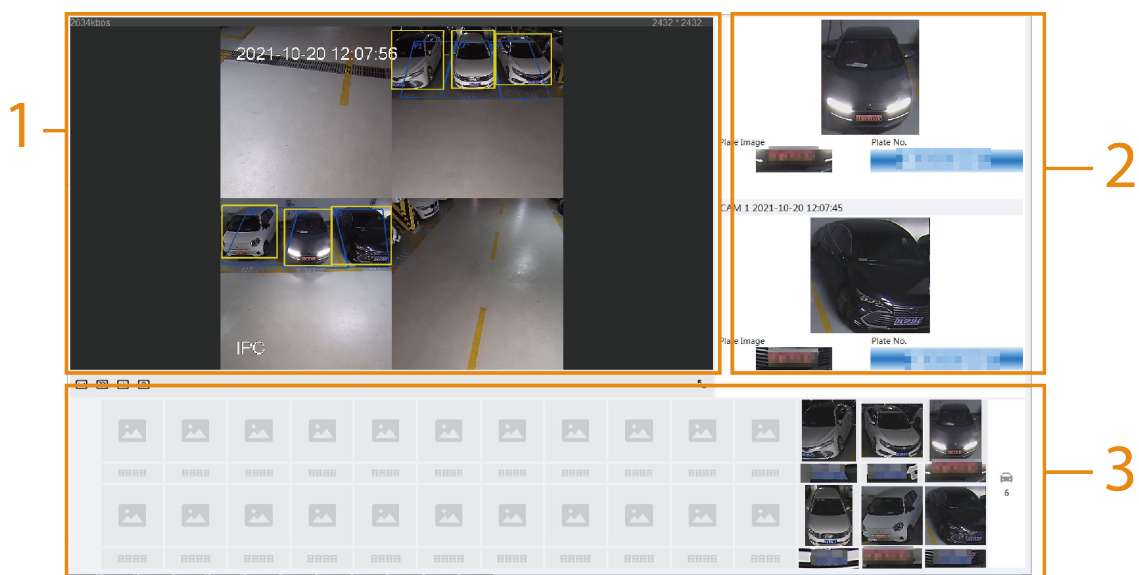 2634kbps
2432 * 2432
2021-10-20 12:07:56
P1
IPC
1
Plate Image
Plate No.
CAM 1 2021-10-20 12:07:45
Plate Image
Plate No.
2
6
3